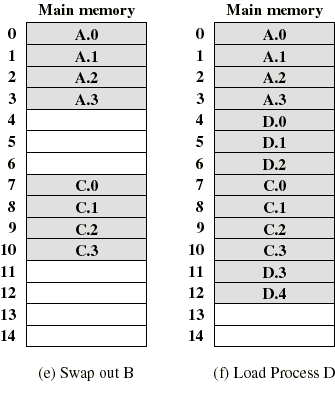 Main memory
0 A.0
1 A.1
2 A.2
3 A.3
4
5
6
7 C.0
8 C.1
9 C.2
10 C.3
11
12
13
14
(e) Swap out B
Main memory
0 A.0
1 A.1
2 A.2
3 A.3
4 D.0
5 D.1
6 D.2
7 C.0
8 C.1
9 C.2
10 C.3
11 D.3
12 D.4
13
14
(f) Load Process D